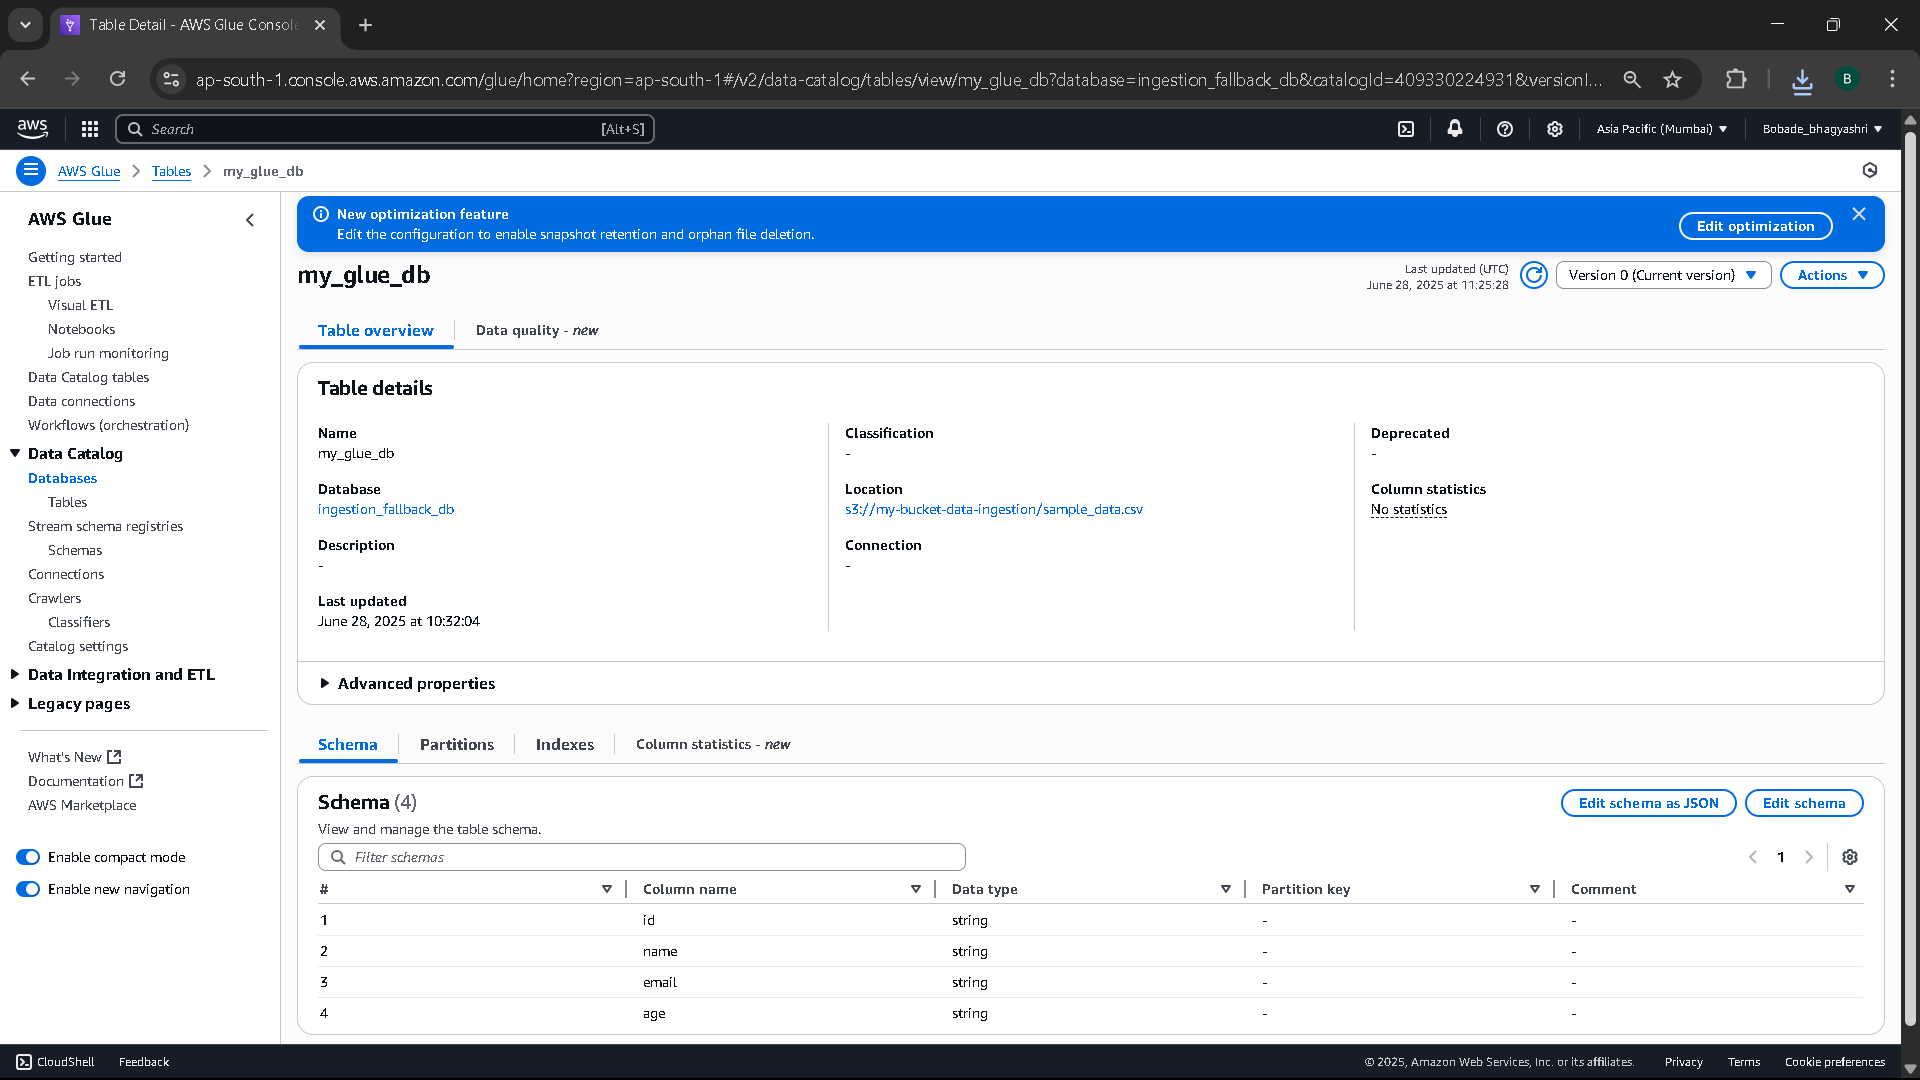 Table Detail - AWS Glue Console
ap-south-1.console.aws.amazon.com/glue/home?region=ap-south-1#/v2/data-catalog/tables/view/my_glue_db?database=ingestion_fallback_db&catalogId=409330224931&versionI...
B
aws
Search
[Alt+S]
Asia Pacific (Mumbai)
Bobade_bhagyashri
AWS Glue
Tables
my_glue_db
AWS Glue
Getting started
ETL jobs
Visual ETL
Notebooks
Job run monitoring
Data Catalog tables
Data connections
Workflows (orchestration)
Data Catalog
Databases
Tables
Stream schema registries
Schemas
Connections
Crawlers
Classifiers
Catalog settings
Data Integration and ETL
Legacy pages
What's New
Documentation
AWS Marketplace
Enable compact mode
Enable new navigation
New optimization feature
Edit the configuration to enable snapshot retention and orphan file deletion.
Edit optimization
my_glue_db
Last updated (UTC)
June 28, 2025 at 11:25:28
Version 0 (Current version)
Actions
Table overview
Data quality - new
Table details
Name
my_glue_db
Database
ingestion_fallback_db
Description
-
Last updated
June 28, 2025 at 10:32:04
Classification
-
Location
s3://my-bucket-data-ingestion/sample_data.csv
Connection
-
Deprecated
-
Column statistics
No statistics
Advanced properties
Schema
Partitions
Indexes
Column statistics - new
Schema (4)
View and manage the table schema.
Edit schema as JSON
Edit schema
Filter schemas
1
# Column name Data type Partition key Comment
1 id string - -
2 name string - -
3 email string - -
4 age string - -
CloudShell
Feedback
© 2025, Amazon Web Services, Inc. or its affiliates.
Privacy
Terms
Cookie preferences